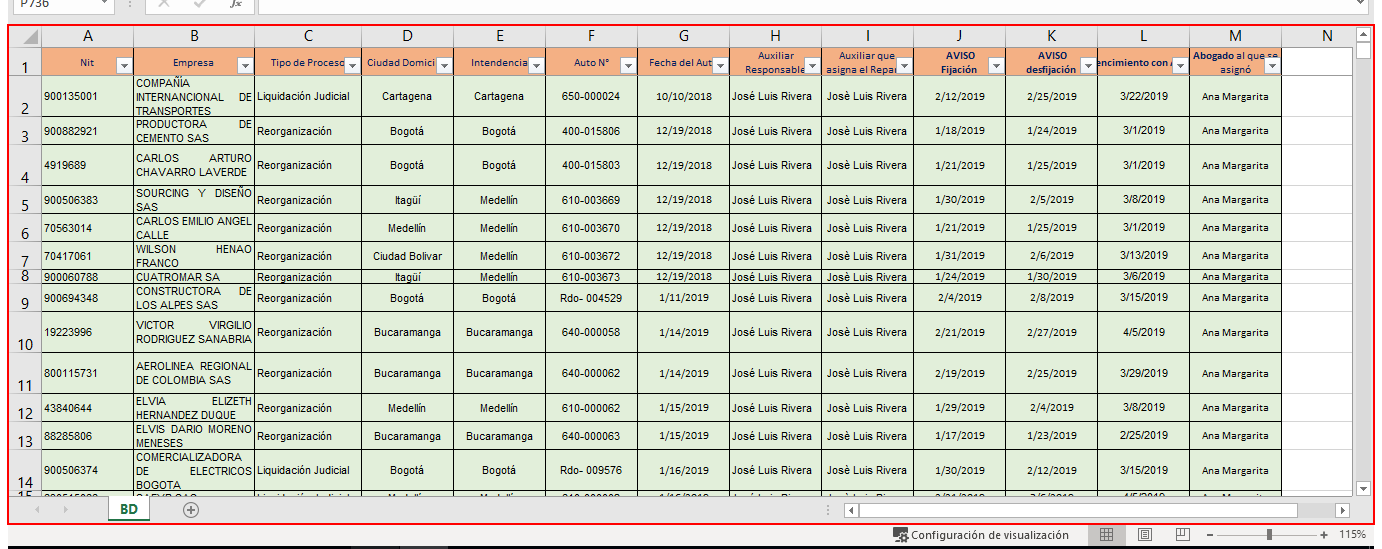 P736 fx
A B C D E F G H I J K L M N
1 Nit Empresa Tipo de Proceso Ciudad Domici Intendencia Auto N° Fecha del Aut Auxiliar Responsable Auxiliar que asigna el Repar AVISO Fijación AVISO desfijación encimiento con Abogado al que se asignó
2 900135001 COMPAÑÍA INTERNANCIONAL DE TRANSPORTES Liquidación Judicial Cartagena Cartagena 650-000024 10/10/2018 José Luis Rivera Josè Luis Rivera 2/12/2019 2/25/2019 3/22/2019 Ana Margarita
3 900882921 PRODUCTORA DE CEMENTO SAS Reorganización Bogotá Bogotá 400-015806 12/19/2018 José Luis Rivera Josè Luis Rivera 1/18/2019 1/24/2019 3/1/2019 Ana Margarita
4 4919689 CARLOS ARTURO CHAVARRO LAVERDE Reorganización Bogotá Bogotá 400-015803 12/19/2018 José Luis Rivera Josè Luis Rivera 1/21/2019 1/25/2019 3/1/2019 Ana Margarita
5 900506383 SOURCING Y DISEÑO SAS Reorganización Itagüí Medellín 610-003669 12/19/2018 José Luis Rivera Josè Luis Rivera 1/30/2019 2/5/2019 3/8/2019 Ana Margarita
6 70563014 CARLOS EMILIO ANGEL CALLE Reorganización Medellín Medellín 610-003670 12/19/2018 José Luis Rivera Josè Luis Rivera 1/21/2019 1/25/2019 3/1/2019 Ana Margarita
7 70417061 WILSON HENAO FRANCO Reorganización Ciudad Bolivar Medellín 610-003672 12/19/2018 José Luis Rivera Josè Luis Rivera 1/31/2019 2/6/2019 3/13/2019 Ana Margarita
8 900060788 CUATROMAR SA Reorganización Itagüí Medellín 610-003673 12/19/2018 José Luis Rivera Josè Luis Rivera 1/24/2019 1/30/2019 3/6/2019 Ana Margarita
9 900694348 CONSTRUCTORA DE LOS ALPES SAS Reorganización Bogotá Bogotá Rdo- 004529 1/11/2019 José Luis Rivera Josè Luis Rivera 2/4/2019 2/8/2019 3/15/2019 Ana Margarita
10 19223996 VICTOR VIRGILIO RODRIGUEZ SANABRIA Reorganización Bucaramanga Bucaramanga 640-000058 1/14/2019 José Luis Rivera Josè Luis Rivera 2/21/2019 2/27/2019 4/5/2019 Ana Margarita
11 800115731 AEROLINEA REGIONAL DE COLOMBIA SAS Reorganización Bucaramanga Bucaramanga 640-000062 1/14/2019 José Luis Rivera Josè Luis Rivera 2/19/2019 2/25/2019 3/29/2019 Ana Margarita
12 43840644 ELVIA ELIZETH HERNANDEZ DUQUE Reorganización Medellín Medellín 610-000062 1/15/2019 José Luis Rivera Josè Luis Rivera 1/29/2019 2/4/2019 3/8/2019 Ana Margarita
13 88285806 ELVIS DARIO MORENO MENESES Reorganización Bucaramanga Bucaramanga 640-000063 1/15/2019 José Luis Rivera Josè Luis Rivera 1/17/2019 1/23/2019 2/25/2019 Ana Margarita
14 900506374 COMERCIALIZADORA DE ELECTRICOS BOGOTA Liquidación Judicial Bogotá Bogotá Rdo- 009576 1/16/2019 José Luis Rivera Josè Luis Rivera 1/30/2019 2/12/2019 3/15/2019 Ana Margarita
BD
Configuración de visualización 115%